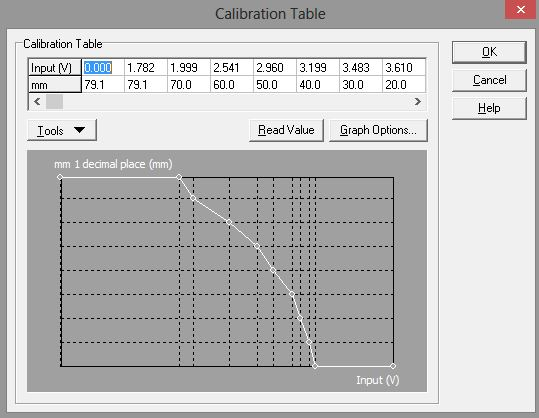 Calibration Table
Calibration Table
Input (V) 0.000 1.782 1.999 2.541 2.960 3.199 3.483 3.610
mm 79.1 79.1 70.0 60.0 50.0 40.0 30.0 20.0
Tools
Read Value
Graph Options...
OK
Cancel
Help
mm 1 decimal place (mm)
Input (V)